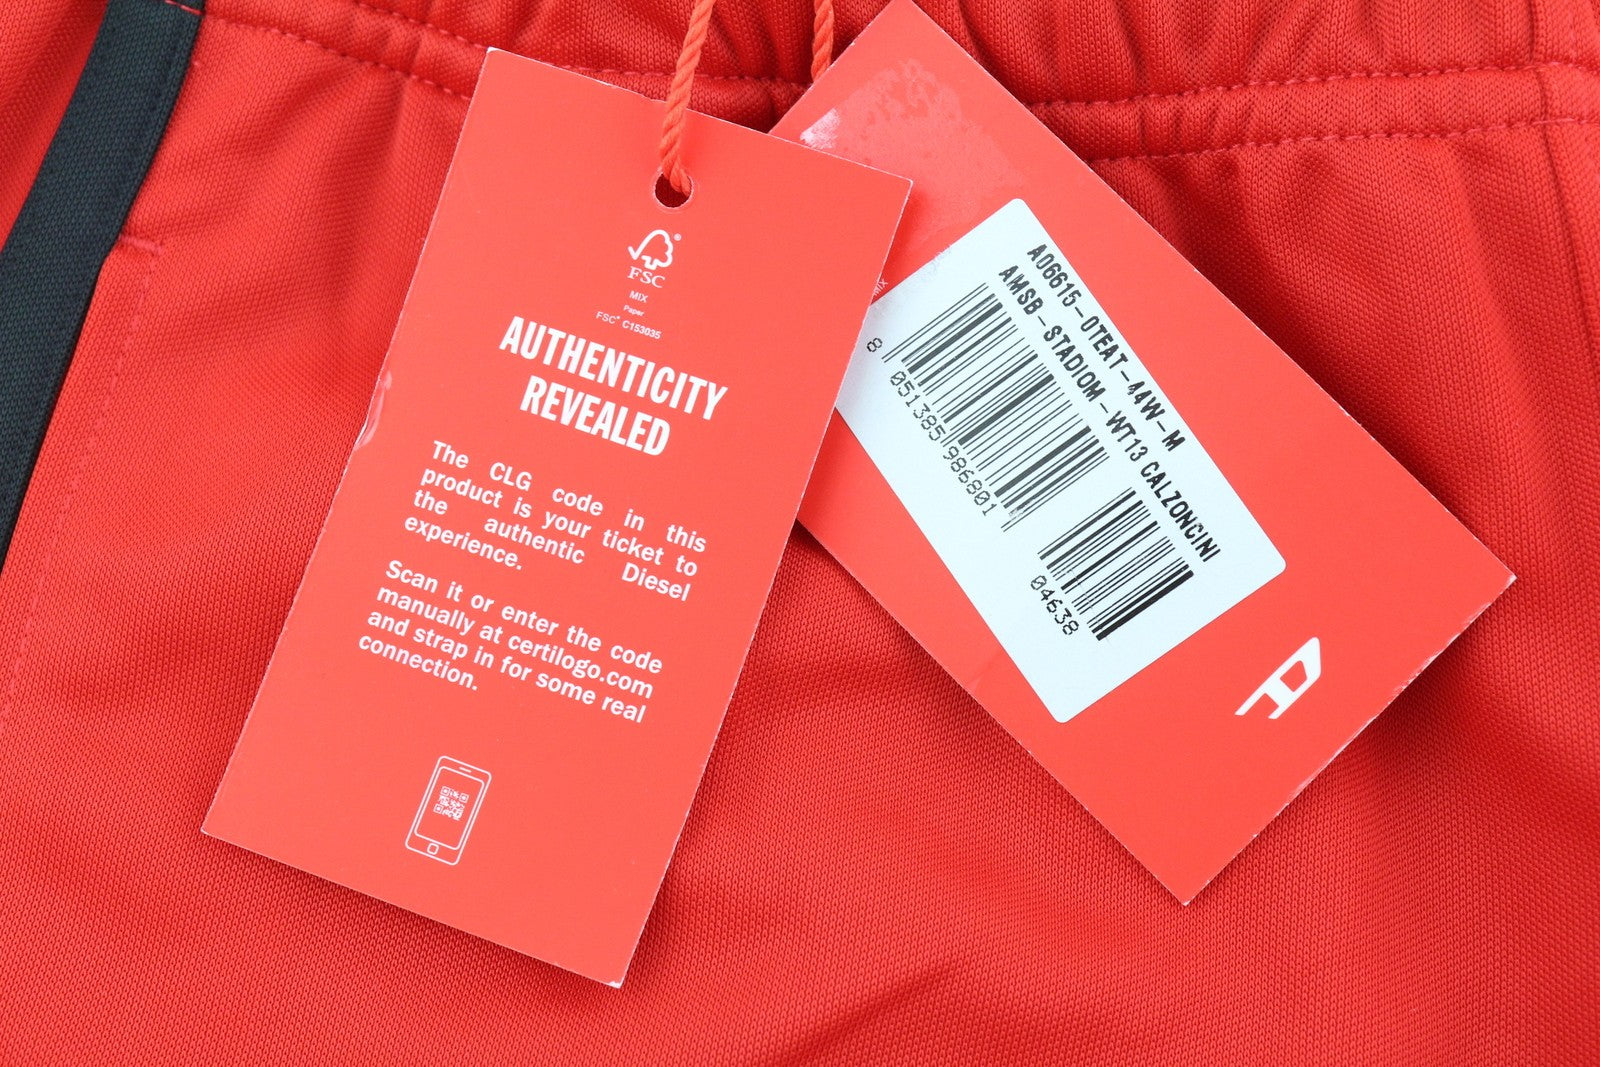 FSC®
MIX
Paper
FSC® C153035
AUTHENTICITY
REVEALED
The CLG code in this
product is your ticket to
the authentic Diesel
experience.
Scan it or enter the code
manually at certilogo.com
and strap in for some real
connection.
MIX
A06615-0TEAT-44W-M
AMSB-STADIOM-WT13 CALZONCINI
8 051385 986801
04638
D